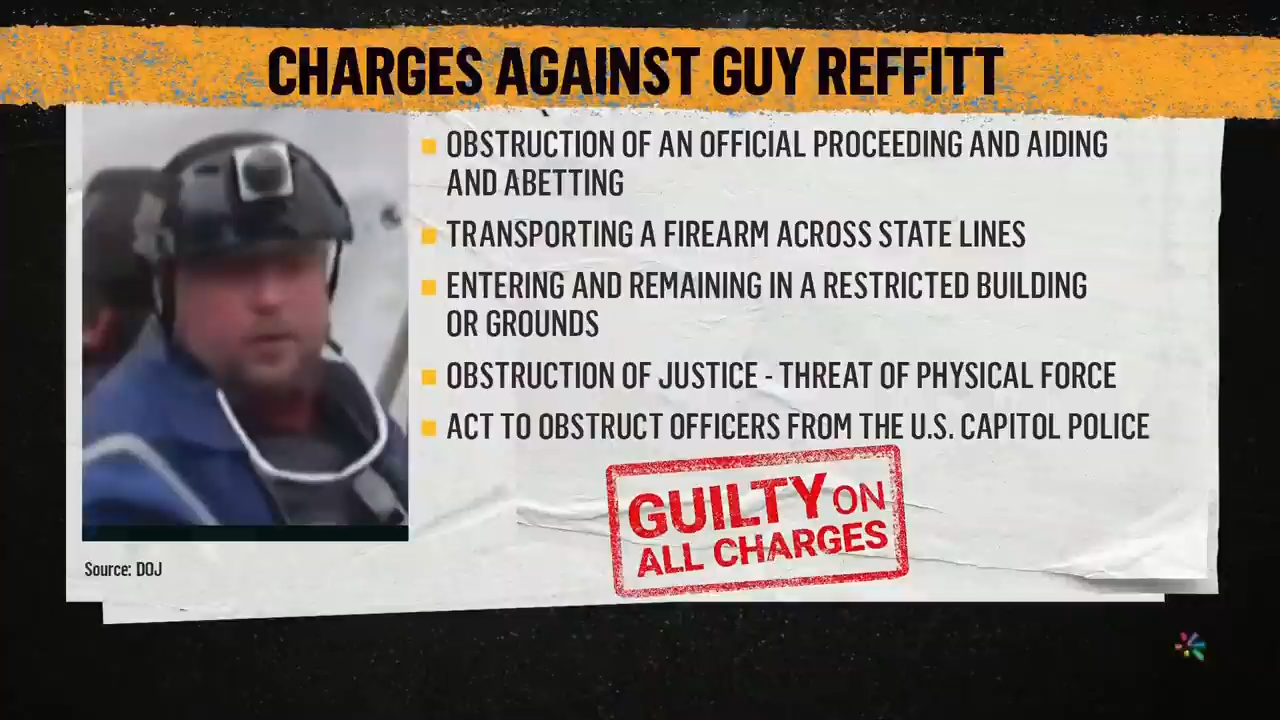 CHARGES AGAINST GUY REFFITT
OBSTRUCTION OF AN OFFICIAL PROCEEDING AND AIDING
AND ABETTING
TRANSPORTING A FIREARM ACROSS STATE LINES
ENTERING AND REMAINING IN A RESTRICTED BUILDING
OR GROUNDS
OBSTRUCTION OF JUSTICE - THREAT OF PHYSICAL FORCE
ACT TO OBSTRUCT OFFICERS FROM THE U.S. CAPITOL POLICE
GUILTY ON
ALL CHARGES
Source: DOJ